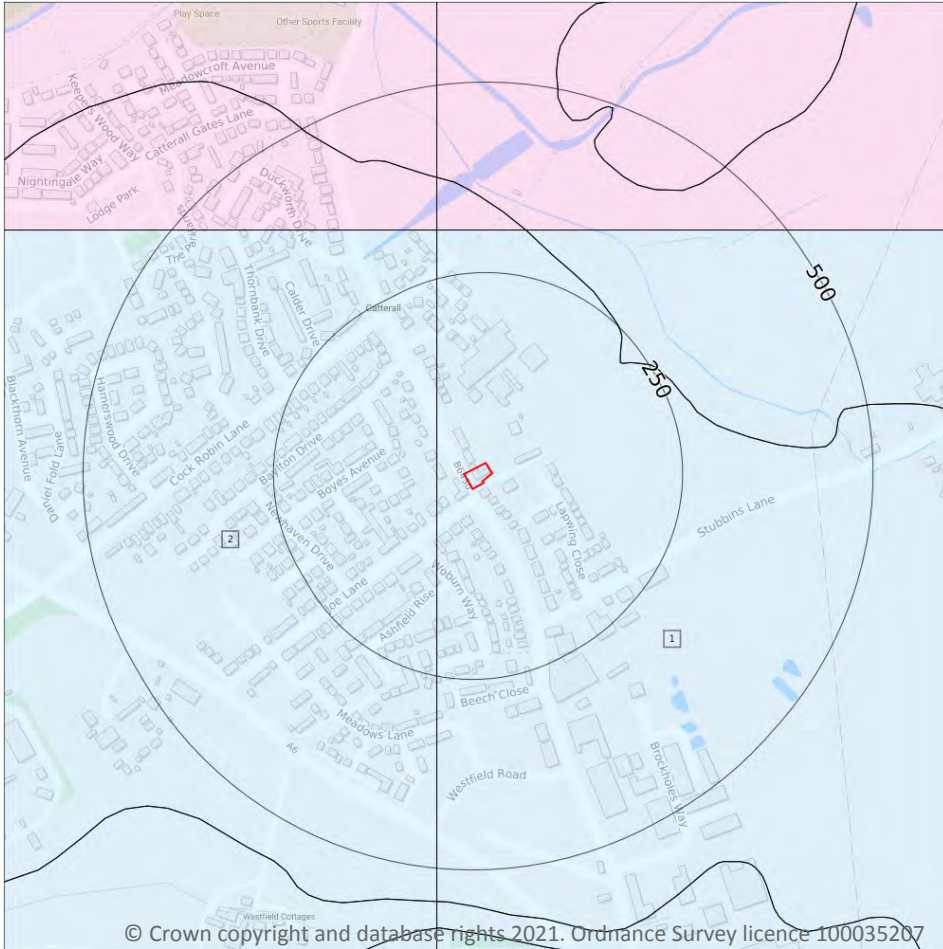 Play Space
Other Sports Facility
Meadowcroft Avenue
Keepers Wood Way
Catterall Gates Lane
Nightingale Way
Lodge Park
Duckworth Drive
500
Thornbank Drive
Calder Drive
Catterall
250
Blackthorn Avenue
Daniel Fold Lane
Hamerswood Drive
Cock Robin Lane
Baylton Drive
Boyes Avenue
Stubbins Lane
Lapwing Close
Newhaven Drive
2
Joe Lane
Woburn Way
Ashfield Rise
1
Beech Close
Meadows Lane
A6
Westfield Road
Brockholes Way
Westfield Cottages
© Crown copyright and database rights 2021. Ordnance Survey licence 100035207